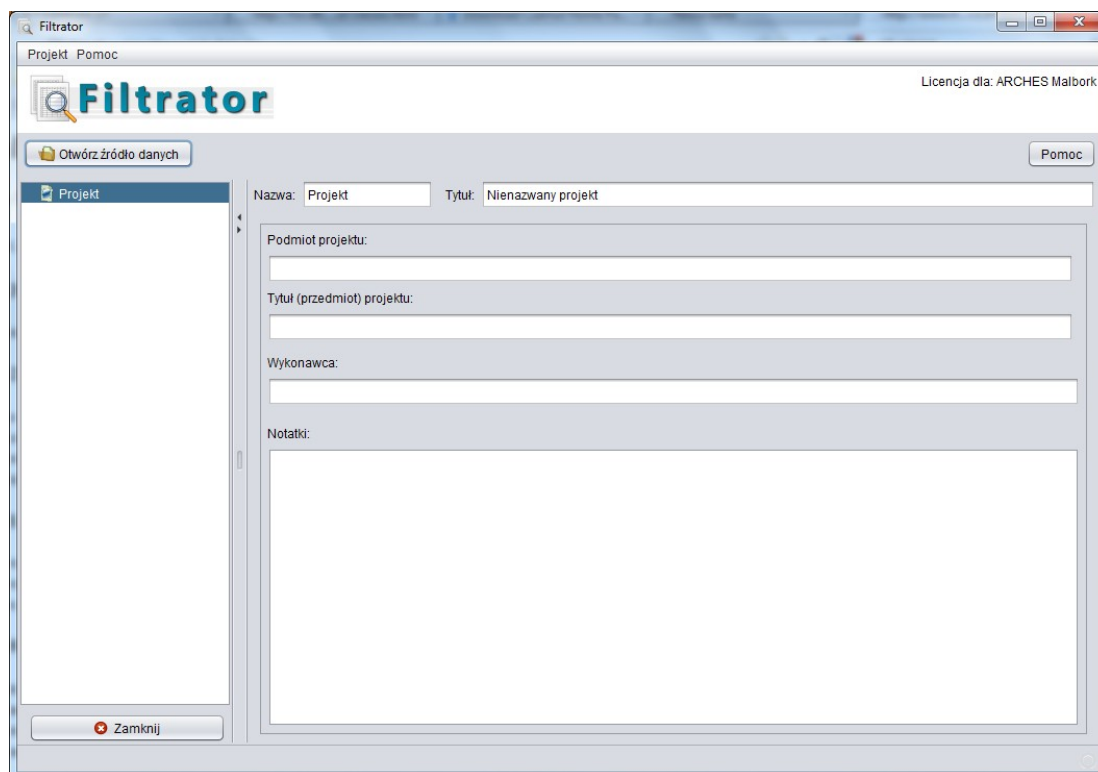 Filtrator
Projekt Pomoc
Filtrator
Licencja dla: ARCHES Malbork
Otwórz źródło danych
Pomoc
Projekt
Nazwa: Projekt Tytuł: Nienazwany projekt
Podmiot projektu:
Tytuł (przedmiot) projektu:
Wykonawca:
Notatki:
Zamknij